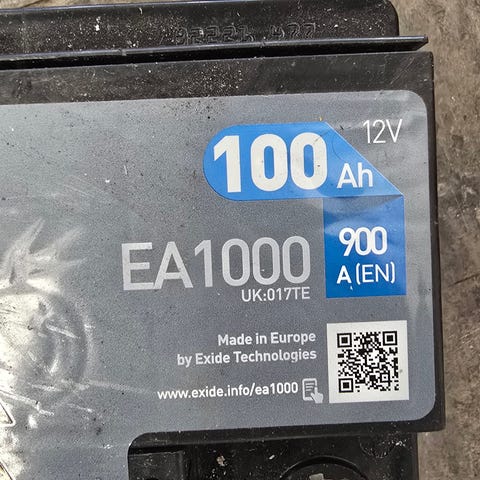 12V
100 Ah
900
A (EN)
EA1000
UK:017TE
Made in Europe
by Exide Technologies
www.exide.info/ea1000